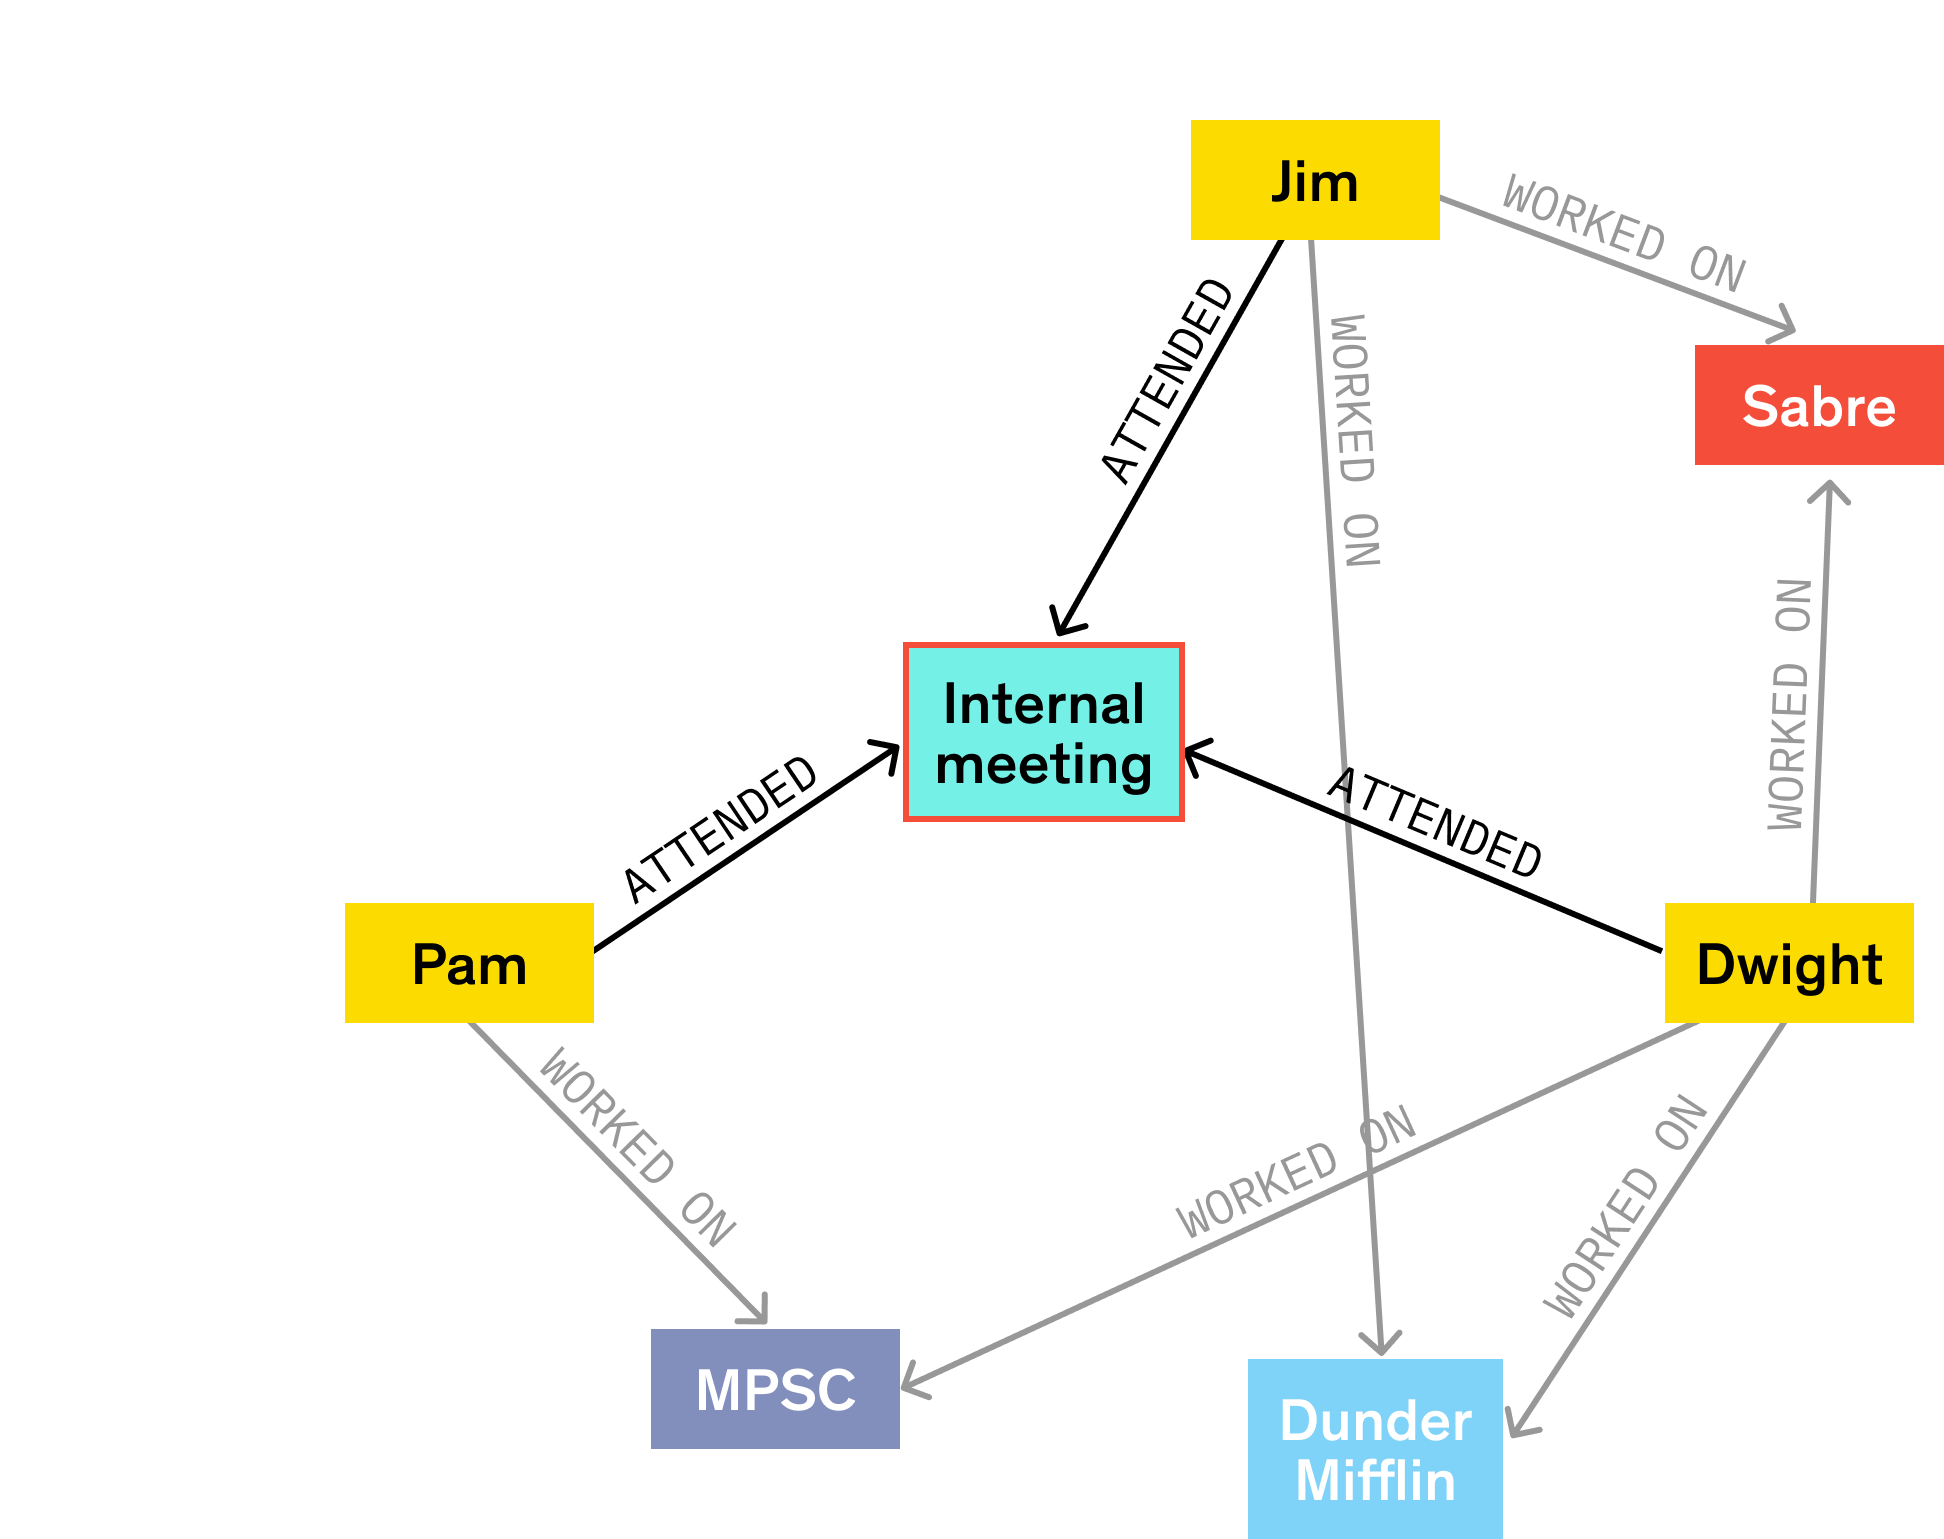 Jim
WORKED ON
Sabre
ATTENDED
WORKED ON
WORKED ON
Internal
meeting
ATTENDED
ATTENDED
Pam
Dwight
WORKED ON
WORKED ON
WORKED ON
MPSC
Dunder
Mifflin